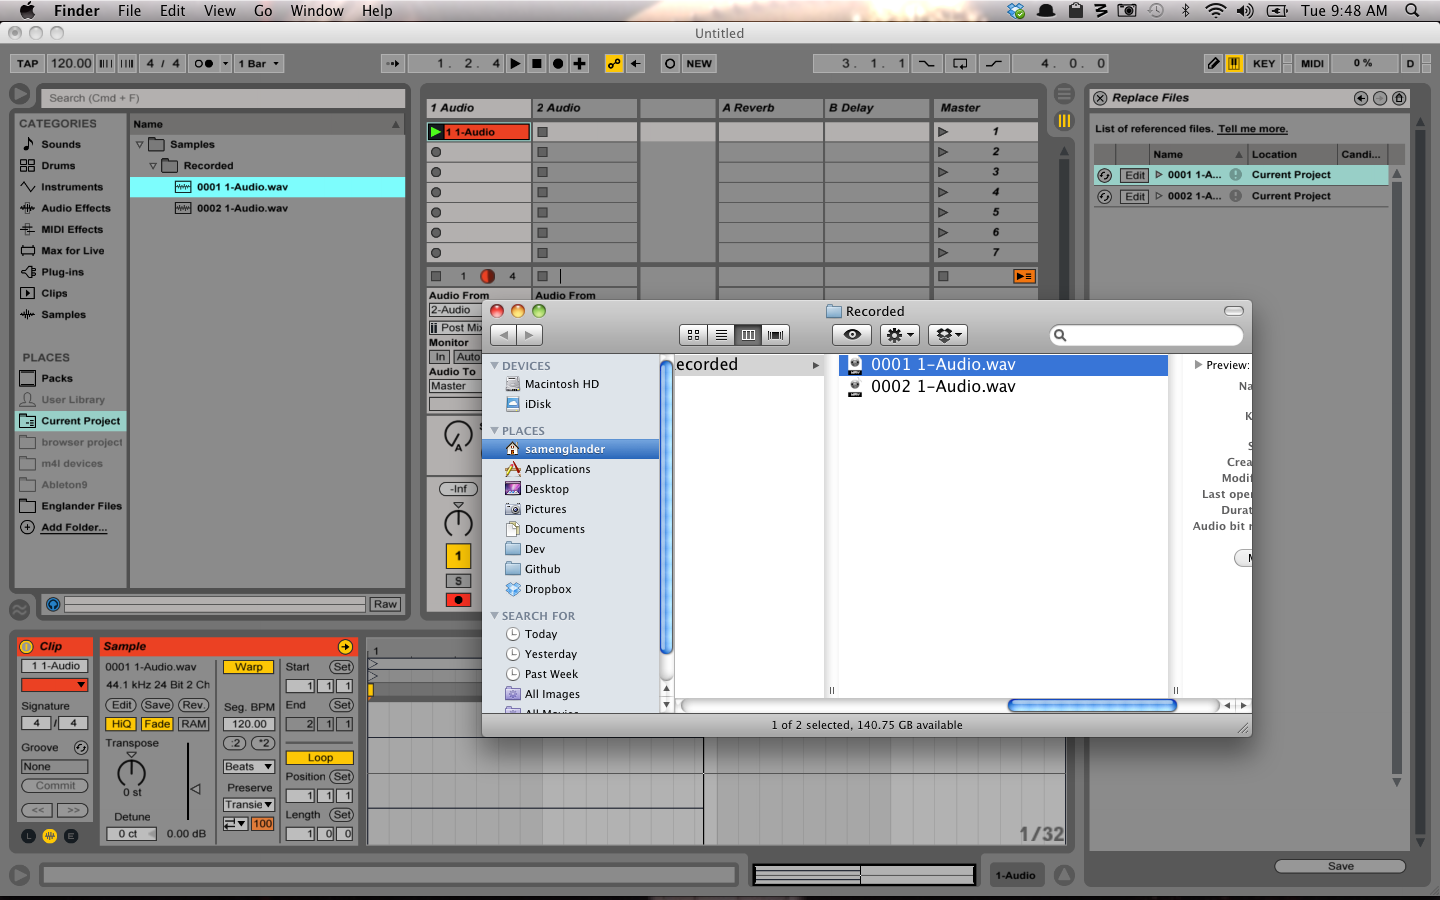 Finder File Edit View Go Window Help Tue 9:48 AM
Untitled
TAP 120.00 4 / 4 1 Bar 1. 2. 4 NEW 3. 1. 1 4. 0. 0 KEY MIDI 0 % D
Search (Cmd + F)
CATEGORIES
Sounds
Drums
Instruments
Audio Effects
MIDI Effects
Max for Live
Plug-ins
Clips
Samples
PLACES
Packs
User Library
Current Project
browser project
m4l devices
Ableton9
Englander Files
Add Folder...
Name
Samples
Recorded
0001 1-Audio.wav
0002 1-Audio.wav
Raw
1 Audio 2 Audio A Reverb B Delay Master
1 1-Audio 1
2
3
4
5
6
7
1 4
Audio From Audio From
2-Audio
Post Mix
Monitor
In Auto
Audio To
Master
A
-Inf
1
S
Replace Files
List of referenced files. Tell me more.
Name Location Candi...
Edit 0001 1-A... Current Project
Edit 0002 1-A... Current Project
Save
Recorded
DEVICES
Macintosh HD
iDisk
PLACES
samenglander
Applications
Desktop
Pictures
Documents
Dev
Github
Dropbox
SEARCH FOR
Today
Yesterday
Past Week
All Images
ecorded
0001 1-Audio.wav
0002 1-Audio.wav
Preview:
Na
K
S
Crea
Modif
Last open
Durat
Audio bit r
1 of 2 selected, 140.75 GB available
Clip
1 1-Audio
Signature
4 / 4
Groove
None
Commit
<< >>
L E
Sample
0001 1-Audio.wav
44.1 kHz 24 Bit 2 Ch
Edit Save Rev.
HiQ Fade RAM
Transpose
0 st
Detune
0 ct 0.00 dB
Warp
Seg. BPM
120.00
:2 *2
Beats
Preserve
Transie
100
Start Set
1 1 1
End Set
2 1 1
Loop
Position Set
1 1 1
Length Set
1 0 0
1
1/32
1-Audio